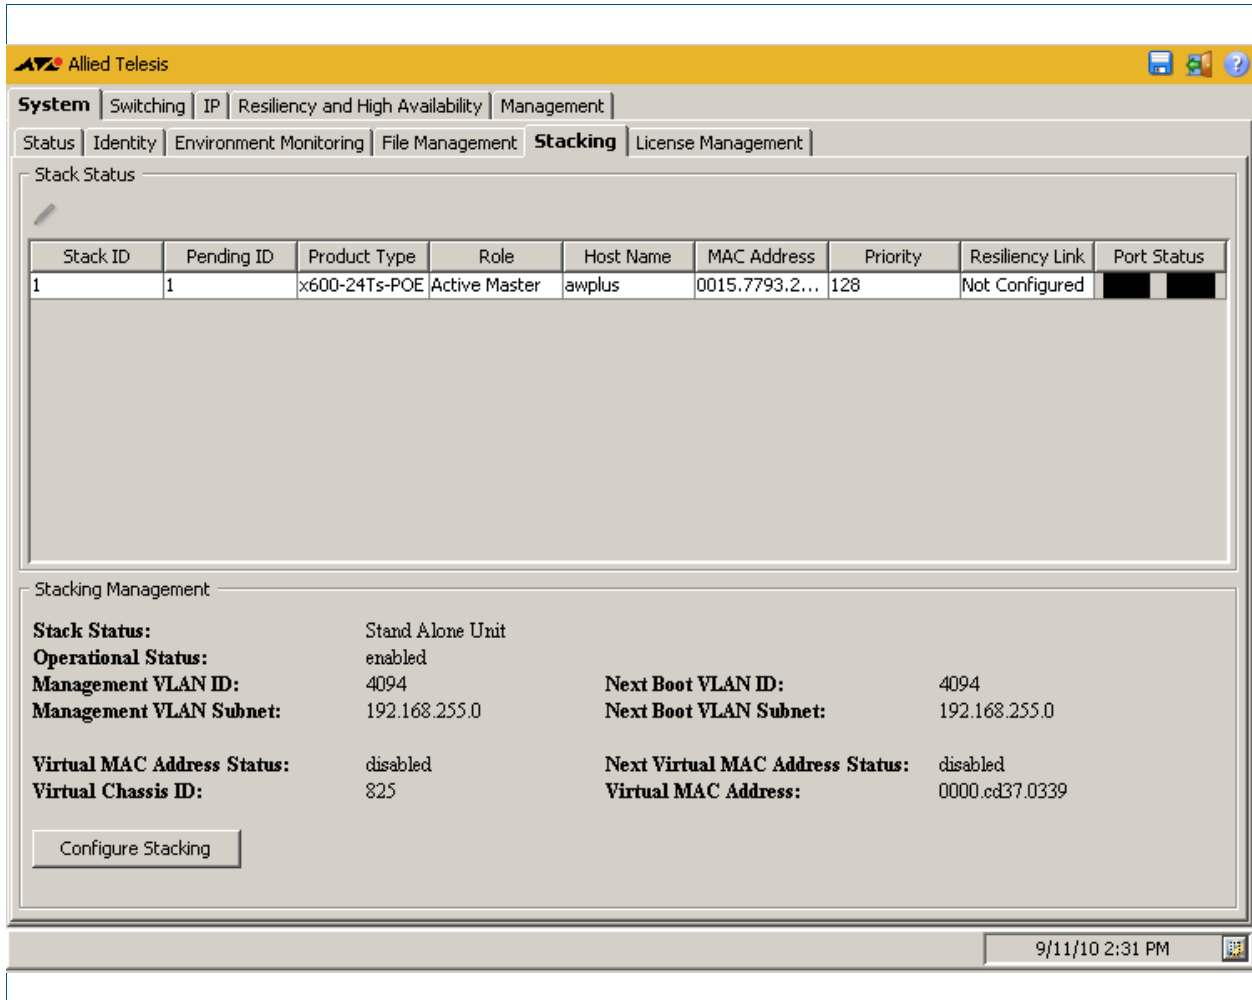 Allied Telesis
System Switching IP Resiliency and High Availability Management
Status Identity Environment Monitoring File Management Stacking License Management
Stack Status
Stack ID Pending ID Product Type Role Host Name MAC Address Priority Resiliency Link Port Status
1 1 x600-24Ts-POE Active Master awplus 0015.7793.2... 128 Not Configured
Stacking Management
Stack Status: Stand Alone Unit
Operational Status: enabled
Management VLAN ID: 4094 Next Boot VLAN ID: 4094
Management VLAN Subnet: 192.168.255.0 Next Boot VLAN Subnet: 192.168.255.0
Virtual MAC Address Status: disabled Next Virtual MAC Address Status: disabled
Virtual Chassis ID: 825 Virtual MAC Address: 0000.cd37.0339
Configure Stacking
9/11/10 2:31 PM